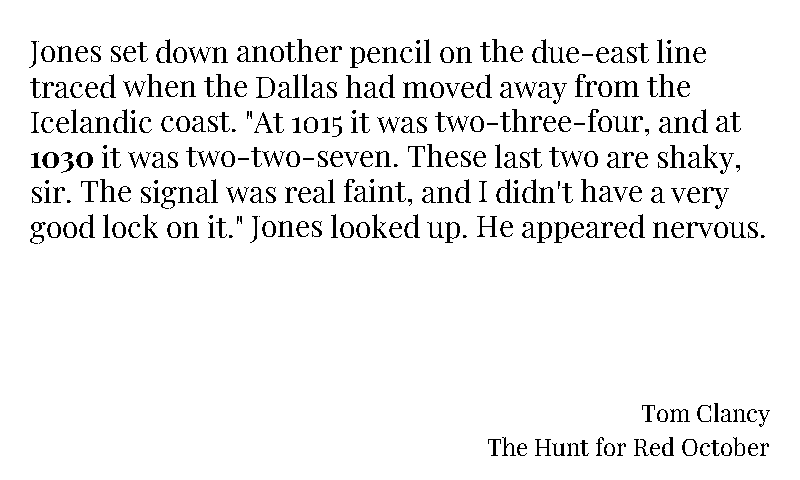 Jones set down another pencil on the due-east line
traced when the Dallas had moved away from the
Icelandic coast. "At 1015 it was two-three-four, and at
1030 it was two-two-seven. These last two are shaky,
sir. The signal was real faint, and I didn't have a very
good lock on it." Jones looked up. He appeared nervous.
Tom Clancy
The Hunt for Red October